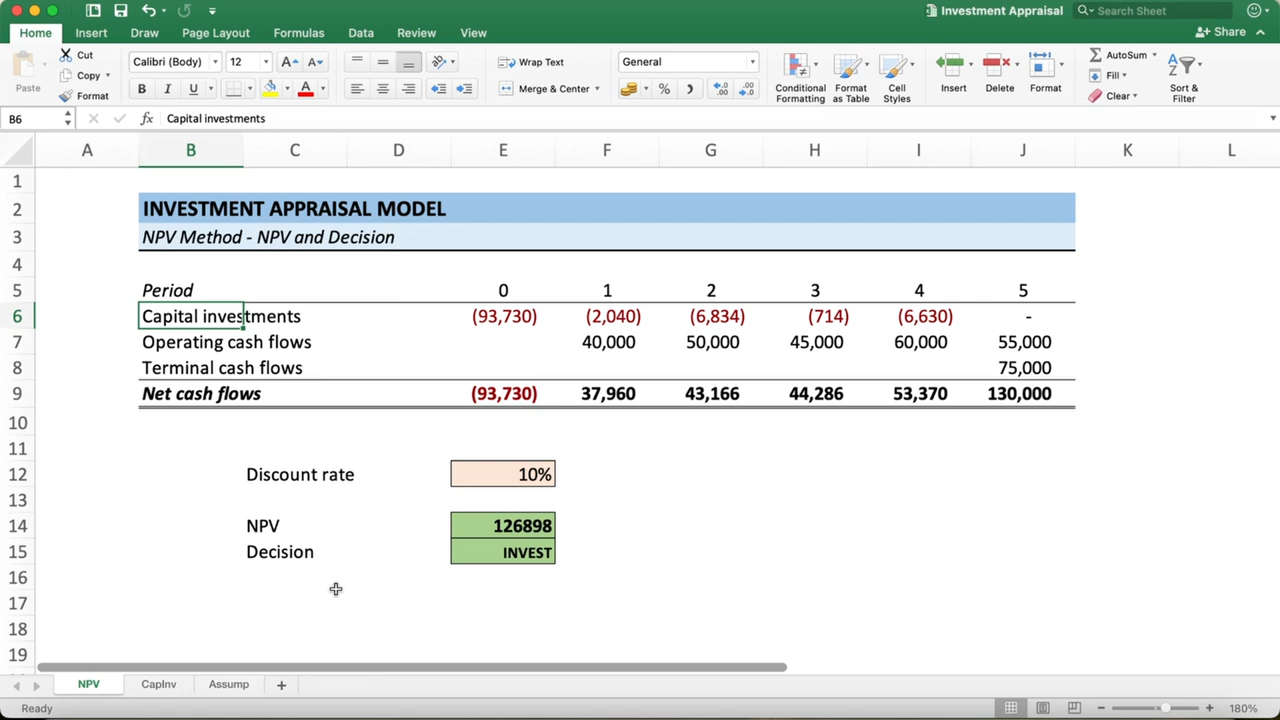 Investment Appraisal
Search Sheet
Home Insert Draw Page Layout Formulas Data Review View
Share
Paste
Cut
Copy
Format
Calibri (Body) 12
Wrap Text
Merge & Center
General
Conditional Formatting
Format as Table
Cell Styles
Insert
Delete
Format
AutoSum
Fill
Clear
Sort & Filter
B6 fx Capital investments
A B C D E F G H I J K L
1
2 INVESTMENT APPRAISAL MODEL
3 NPV Method - NPV and Decision
4
5 Period 0 1 2 3 4 5
6 Capital investments (93,730) (2,040) (6,834) (714) (6,630) -
7 Operating cash flows 40,000 50,000 45,000 60,000 55,000
8 Terminal cash flows 75,000
9 Net cash flows (93,730) 37,960 43,166 44,286 53,370 130,000
10
11
12 Discount rate 10%
13
14 NPV 126898
15 Decision INVEST
16
17
18
19
NPV CapInv Assump +
Ready
180%